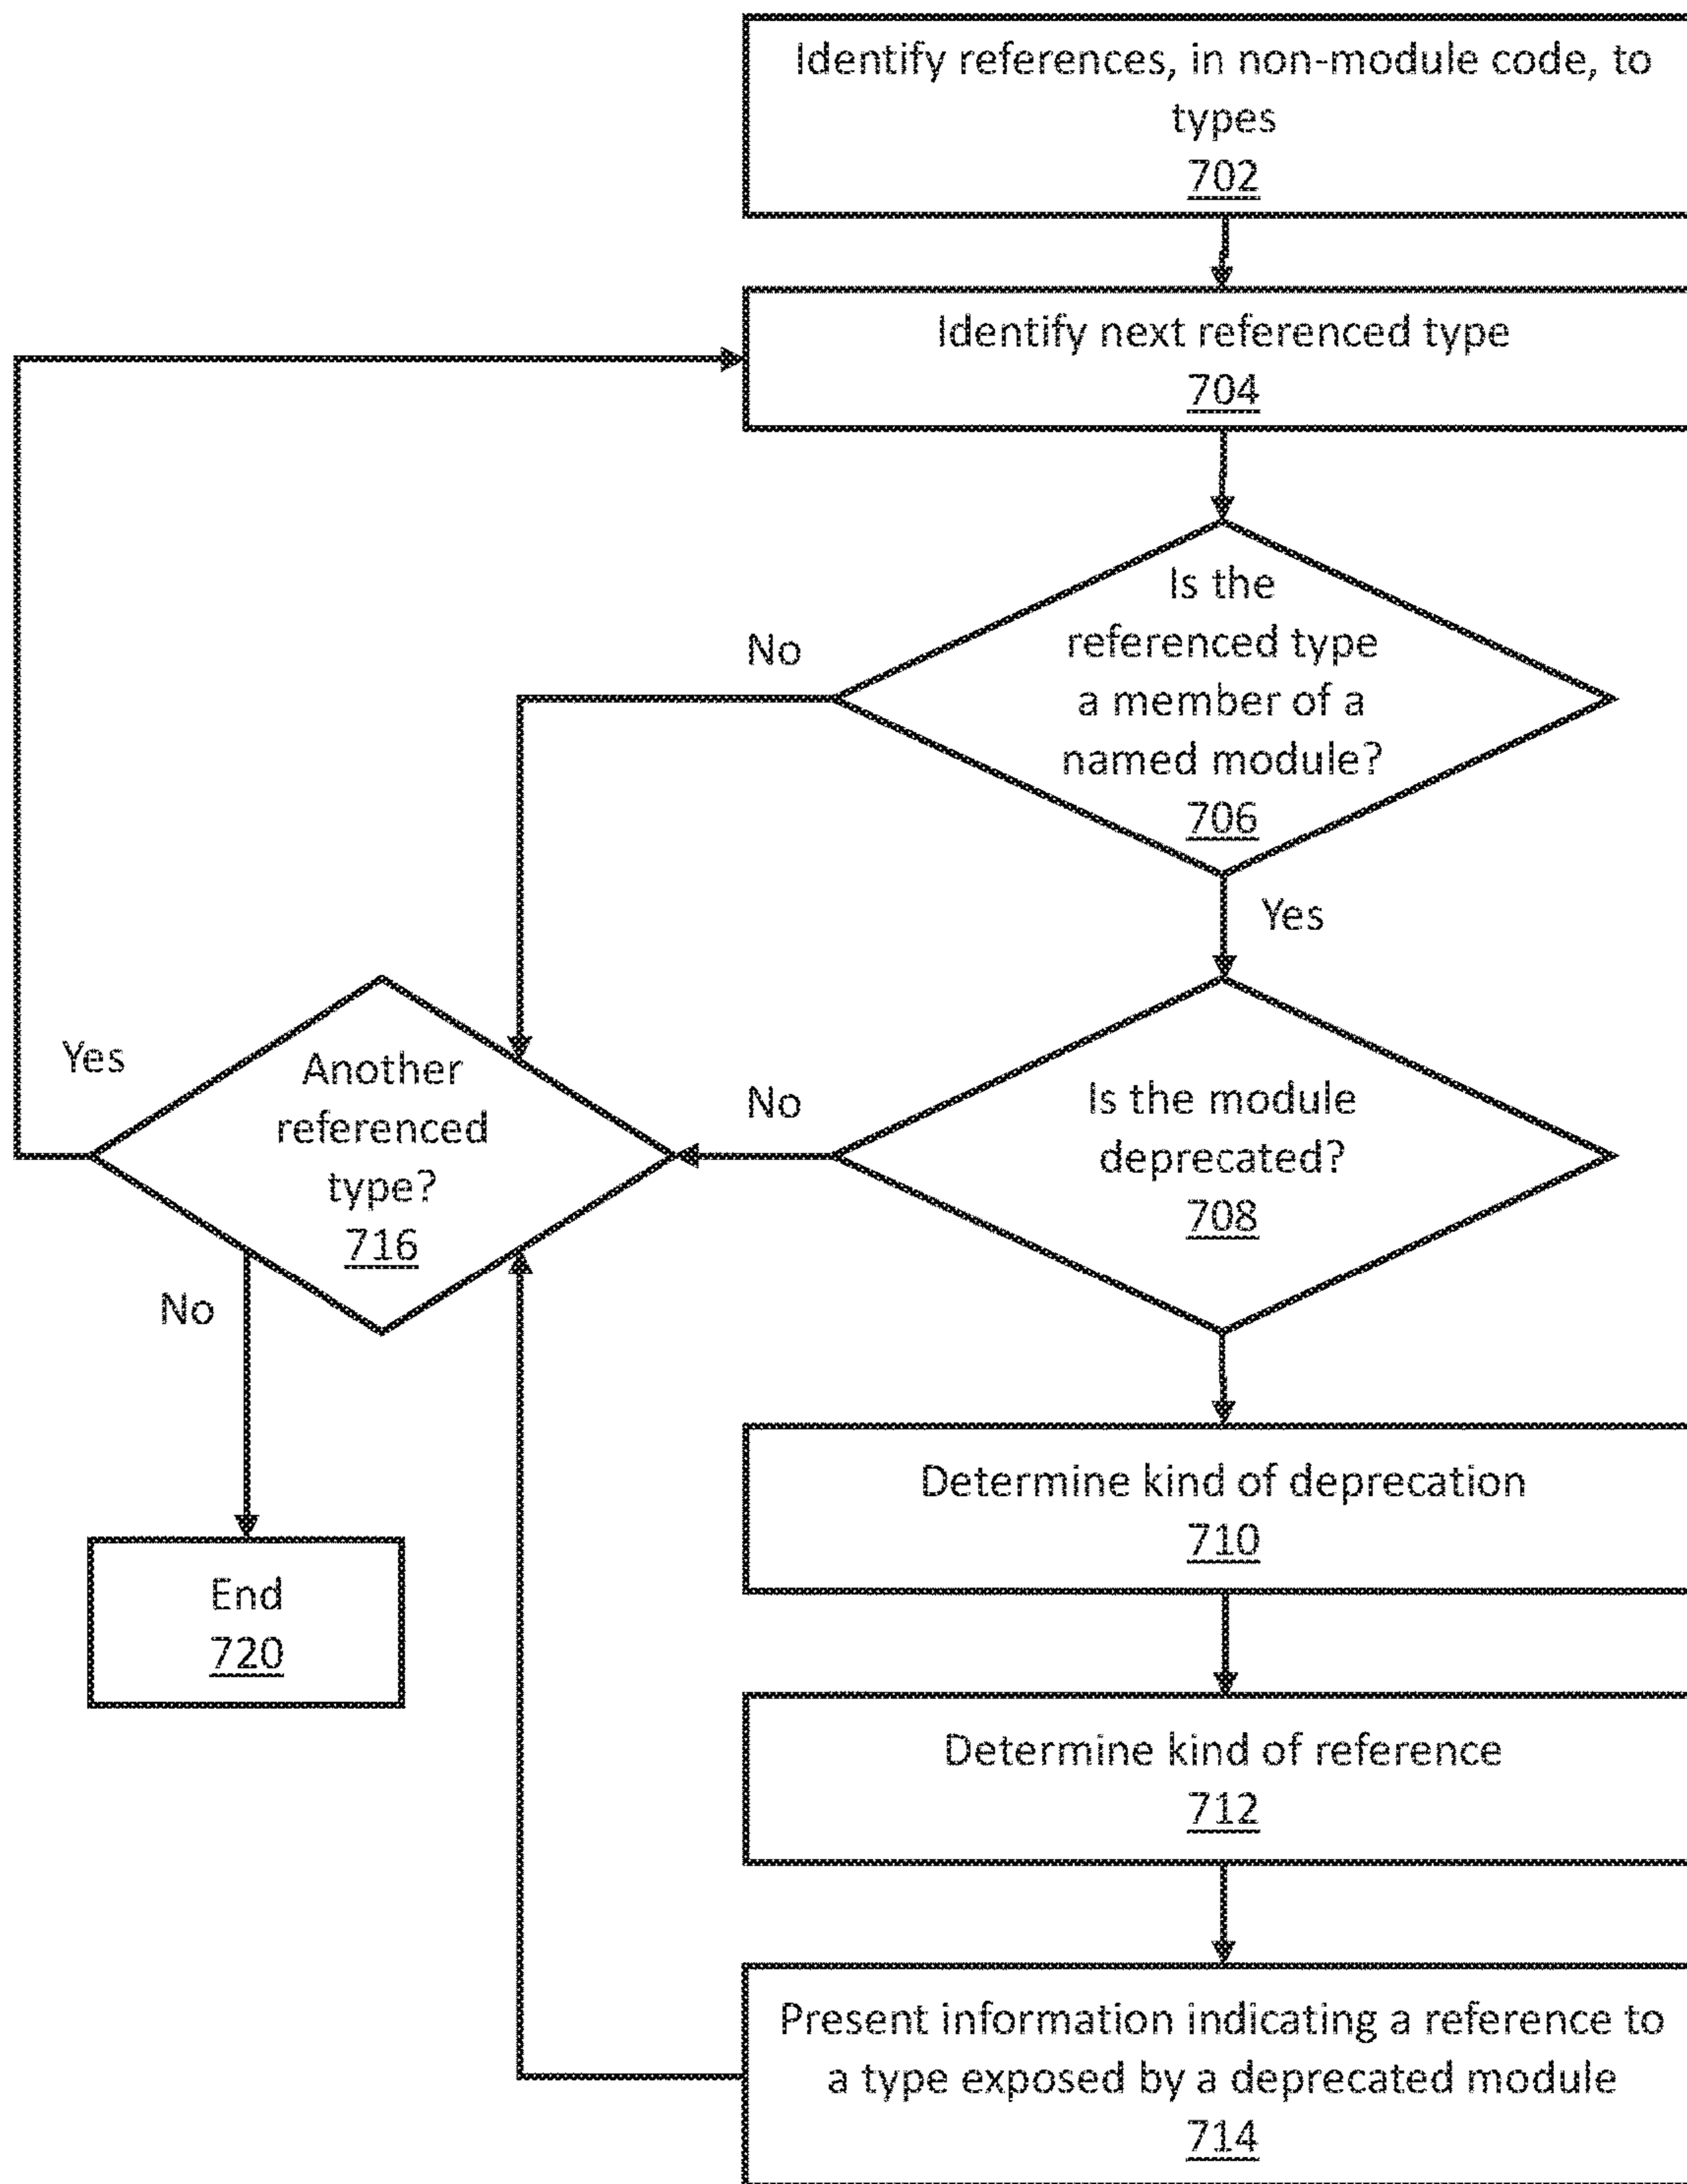 Identify references, in non-module code, to
types
702
Identify next referenced type
704
Is the
referenced type
a member of a
named module?
706
No
Yes
Another
referenced
type?
716
Yes
No
Is the module
deprecated?
708
No
Determine kind of deprecation
710
End
720
Determine kind of reference
712
Present information indicating a reference to
a type exposed by a deprecated module
714